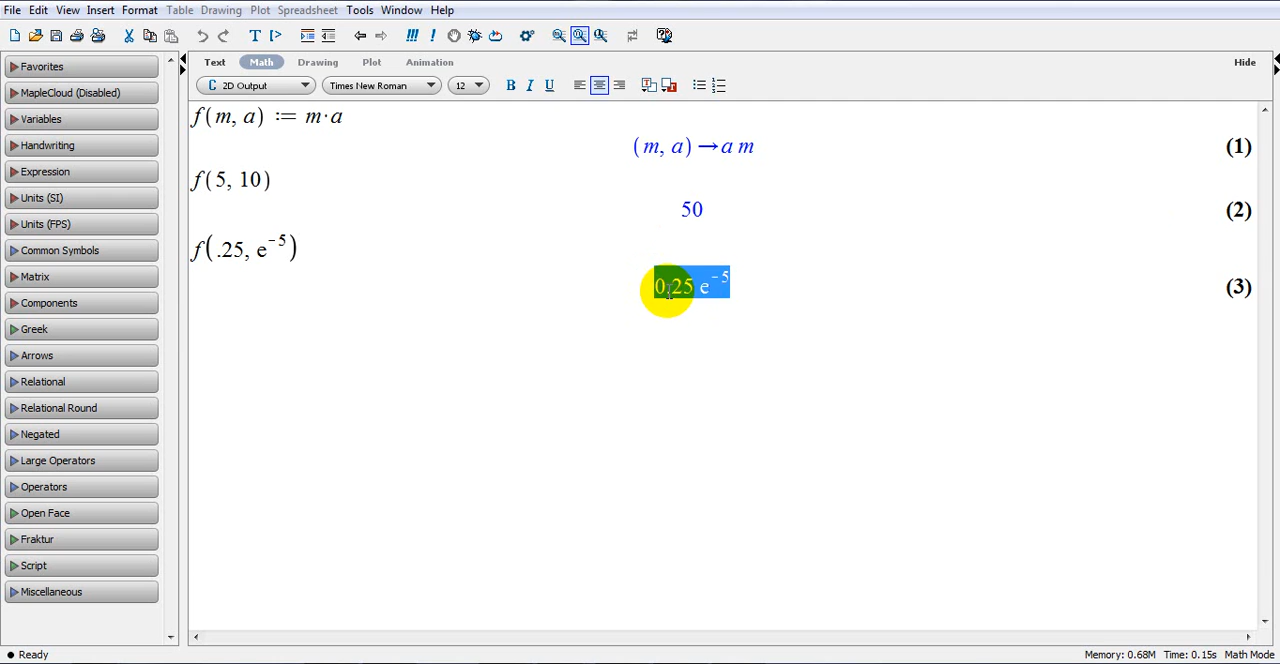 File Edit View Insert Format Table Drawing Plot Spreadsheet Tools Window Help
Text Math Drawing Plot Animation Hide
C 2D Output Times New Roman 12 B I U
Favorites
MapleCloud (Disabled)
Variables
Handwriting
Expression
Units (SI)
Units (FPS)
Common Symbols
Matrix
Components
Greek
Arrows
Relational
Relational Round
Negated
Large Operators
Operators
Open Face
Fraktur
Script
Miscellaneous
f(m, a) := m·a
(m, a)→a m (1)
f(5, 10)
50 (2)
f(.25, e⁻⁵)
0.25 e⁻⁵ (3)
Ready Memory: 0.68M Time: 0.15s Math Mode